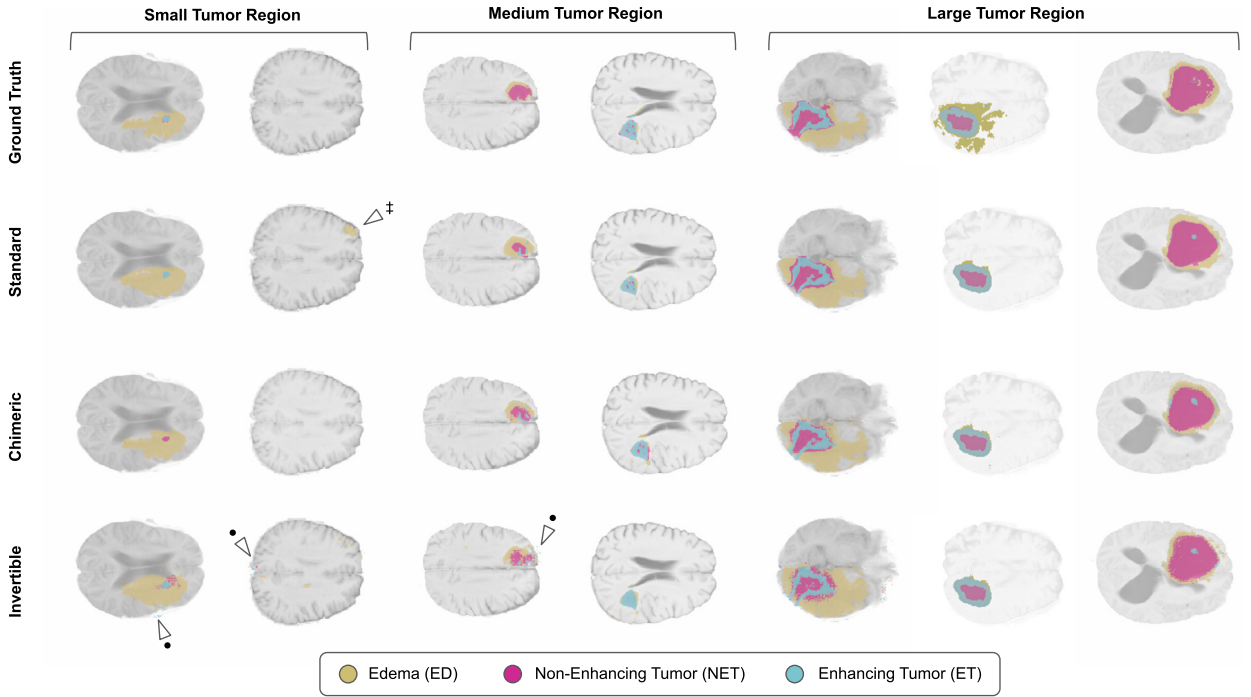 Small Tumor Region
Medium Tumor Region
Large Tumor Region
Ground Truth
Standard
‡
Chimeric
Invertible
Edema (ED)
Non-Enhancing Tumor (NET)
Enhancing Tumor (ET)